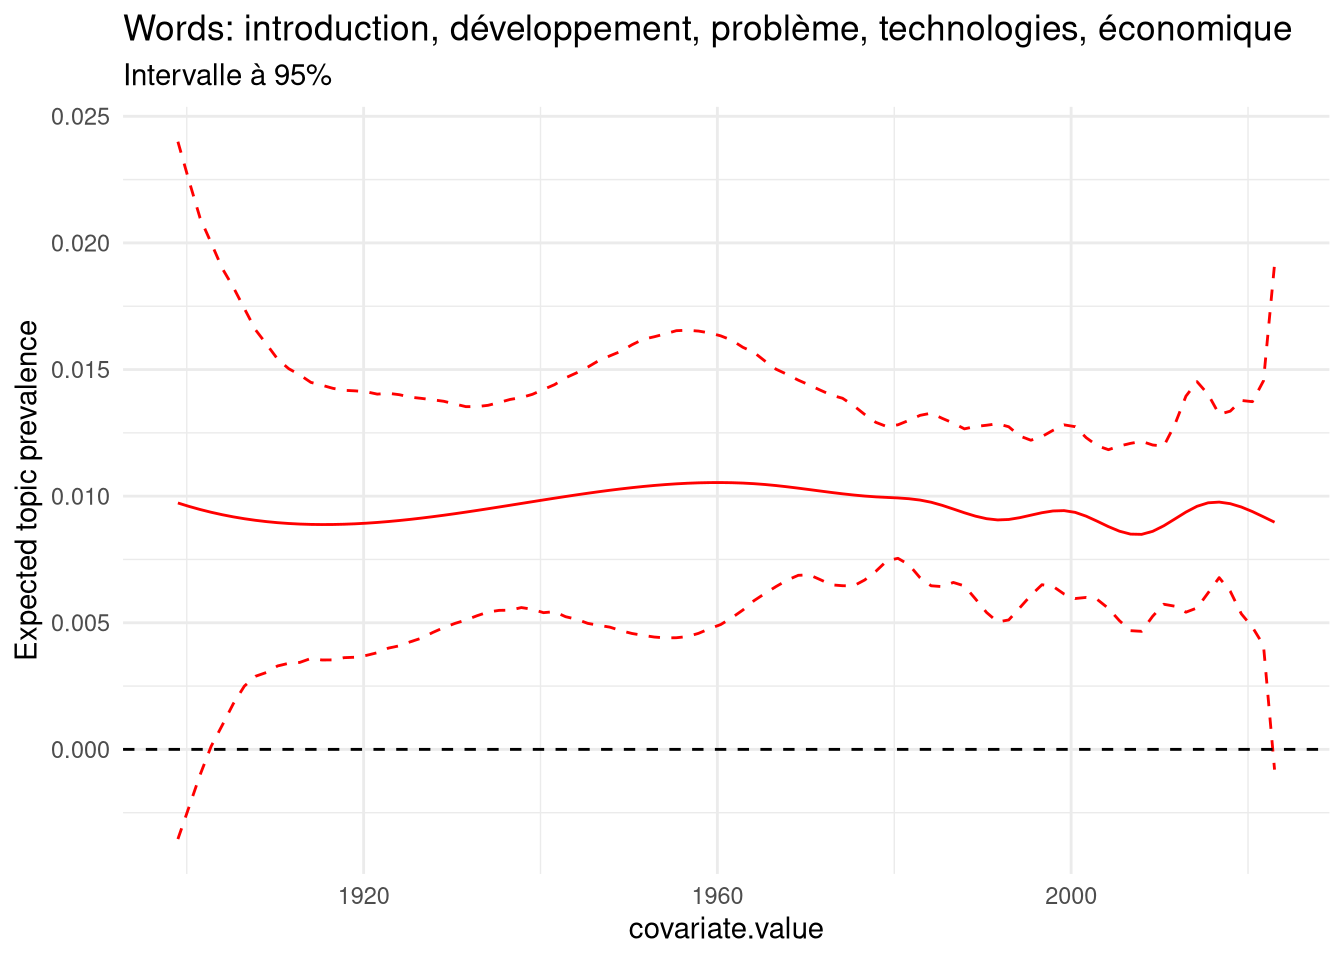 Words: introduction, développement, problème, technologies, économique
Intervalle à 95%
Expected topic prevalence
0.025
0.020
0.015
0.010
0.005
0.000
1920
1960
2000
covariate.value